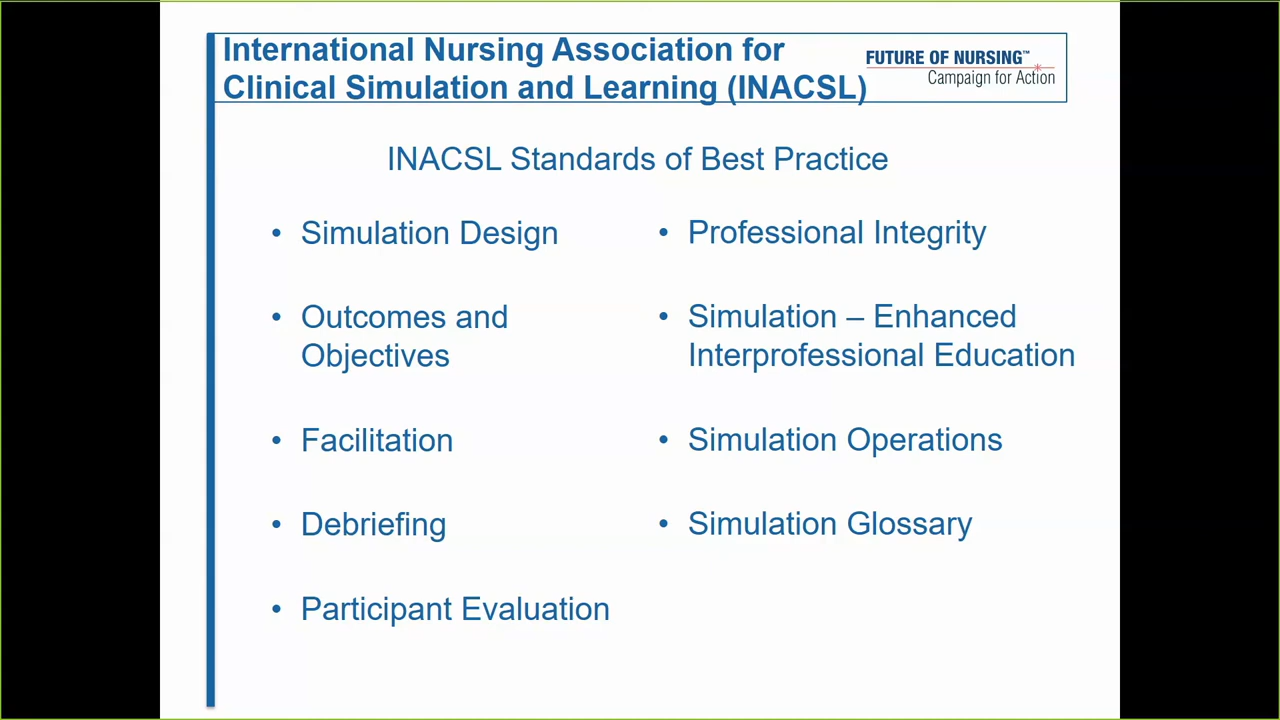 International Nursing Association for
Clinical Simulation and Learning (INACSL)
FUTURE OF NURSING™
Campaign for Action
INACSL Standards of Best Practice
• Simulation Design
• Outcomes and
Objectives
• Facilitation
• Debriefing
• Participant Evaluation
• Professional Integrity
• Simulation – Enhanced
Interprofessional Education
• Simulation Operations
• Simulation Glossary